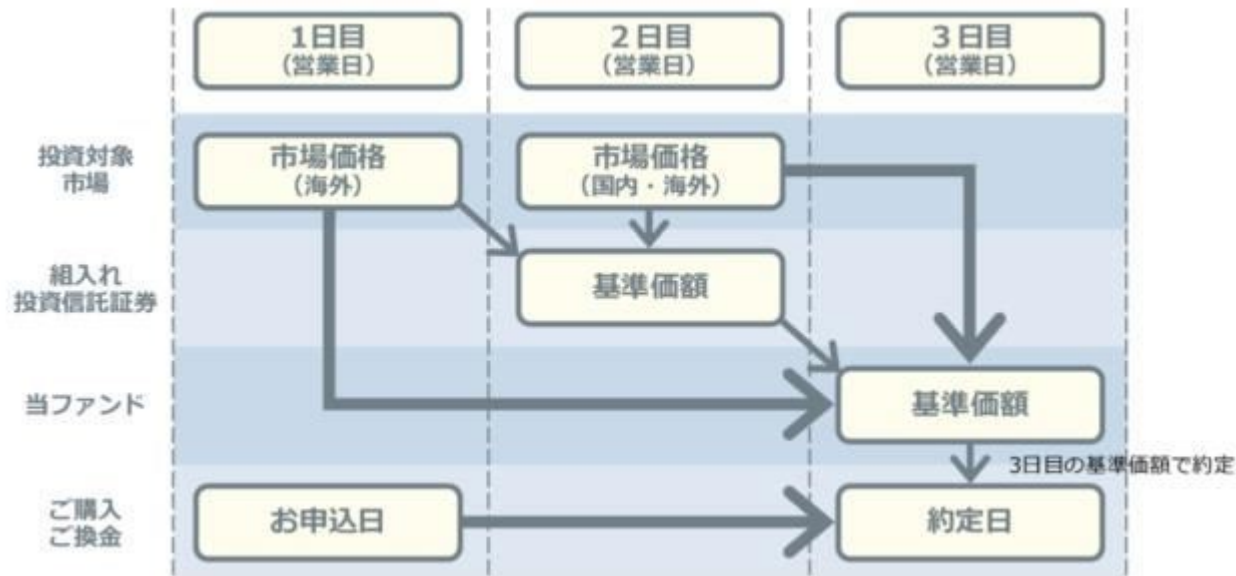 1日目
（営業日）
2日目
（営業日）
3日目
（営業日）
投資対象
市場
市場価格
（海外）
市場価格
（国内・海外）
組入れ
投資信託証券
基準価額
当ファンド
基準価額
3日目の基準価額で約定
ご購入
ご換金
お申込日
約定日